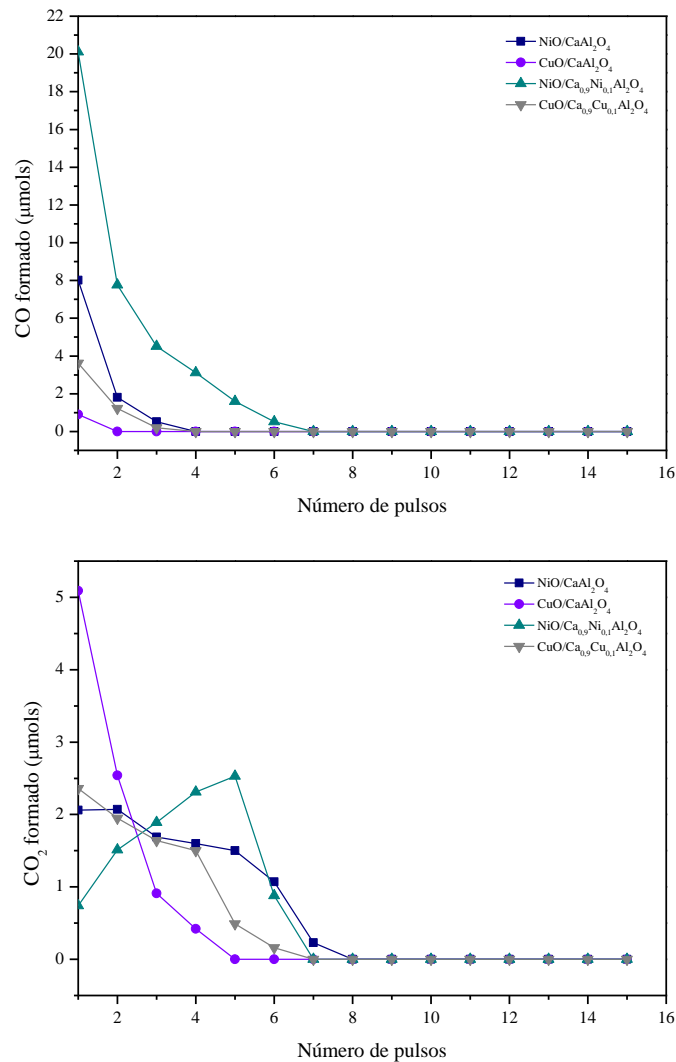 22
20
18
16
14
12
10
8
6
4
2
0
CO formado (μmols)
NiO/CaAl₂O₄
CuO/CaAl₂O₄
NiO/Ca₀,₉Ni₀,₁Al₂O₄
CuO/Ca₀,₉Cu₀,₁Al₂O₄
2 4 6 8 10 12 14 16
Número de pulsos
5
4
3
2
1
0
CO₂ formado (μmols)
NiO/CaAl₂O₄
CuO/CaAl₂O₄
NiO/Ca₀,₉Ni₀,₁Al₂O₄
CuO/Ca₀,₉Cu₀,₁Al₂O₄
2 4 6 8 10 12 14 16
Número de pulsos